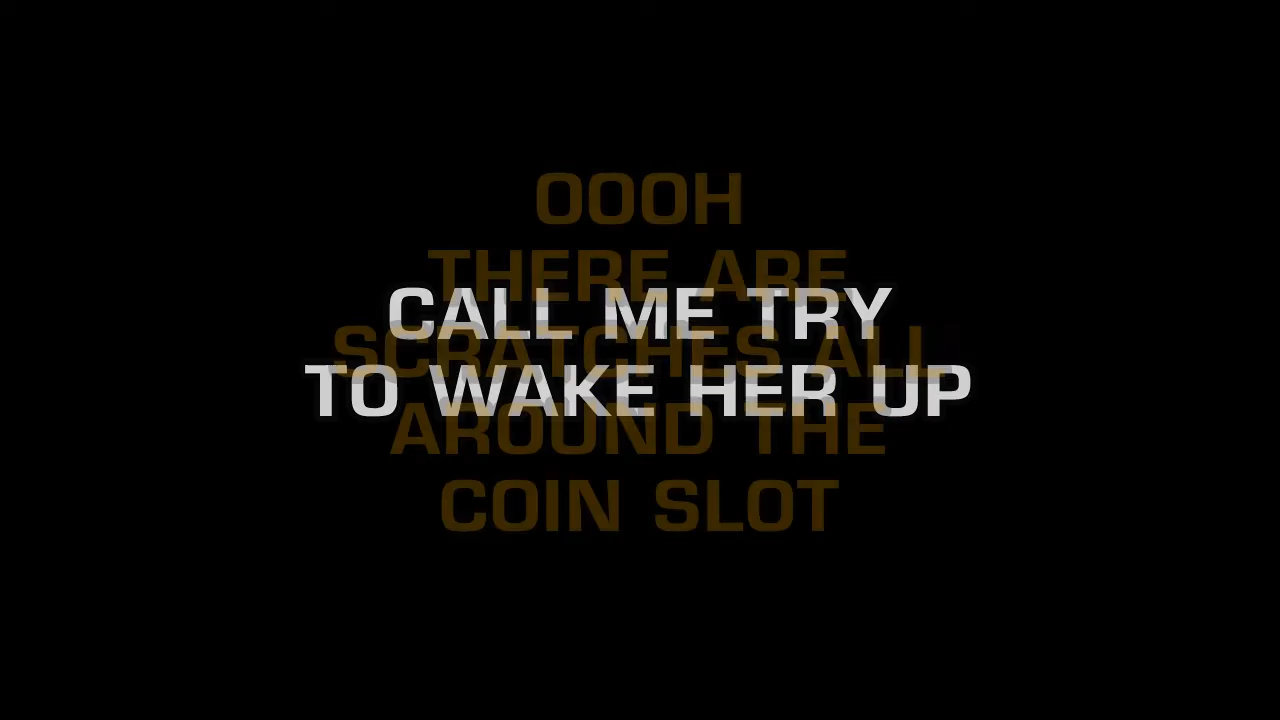 OOOH
THERE ARE
CALL ME TRY
SCRATCHES ALL
TO WAKE HER UP
AROUND THE
COIN SLOT